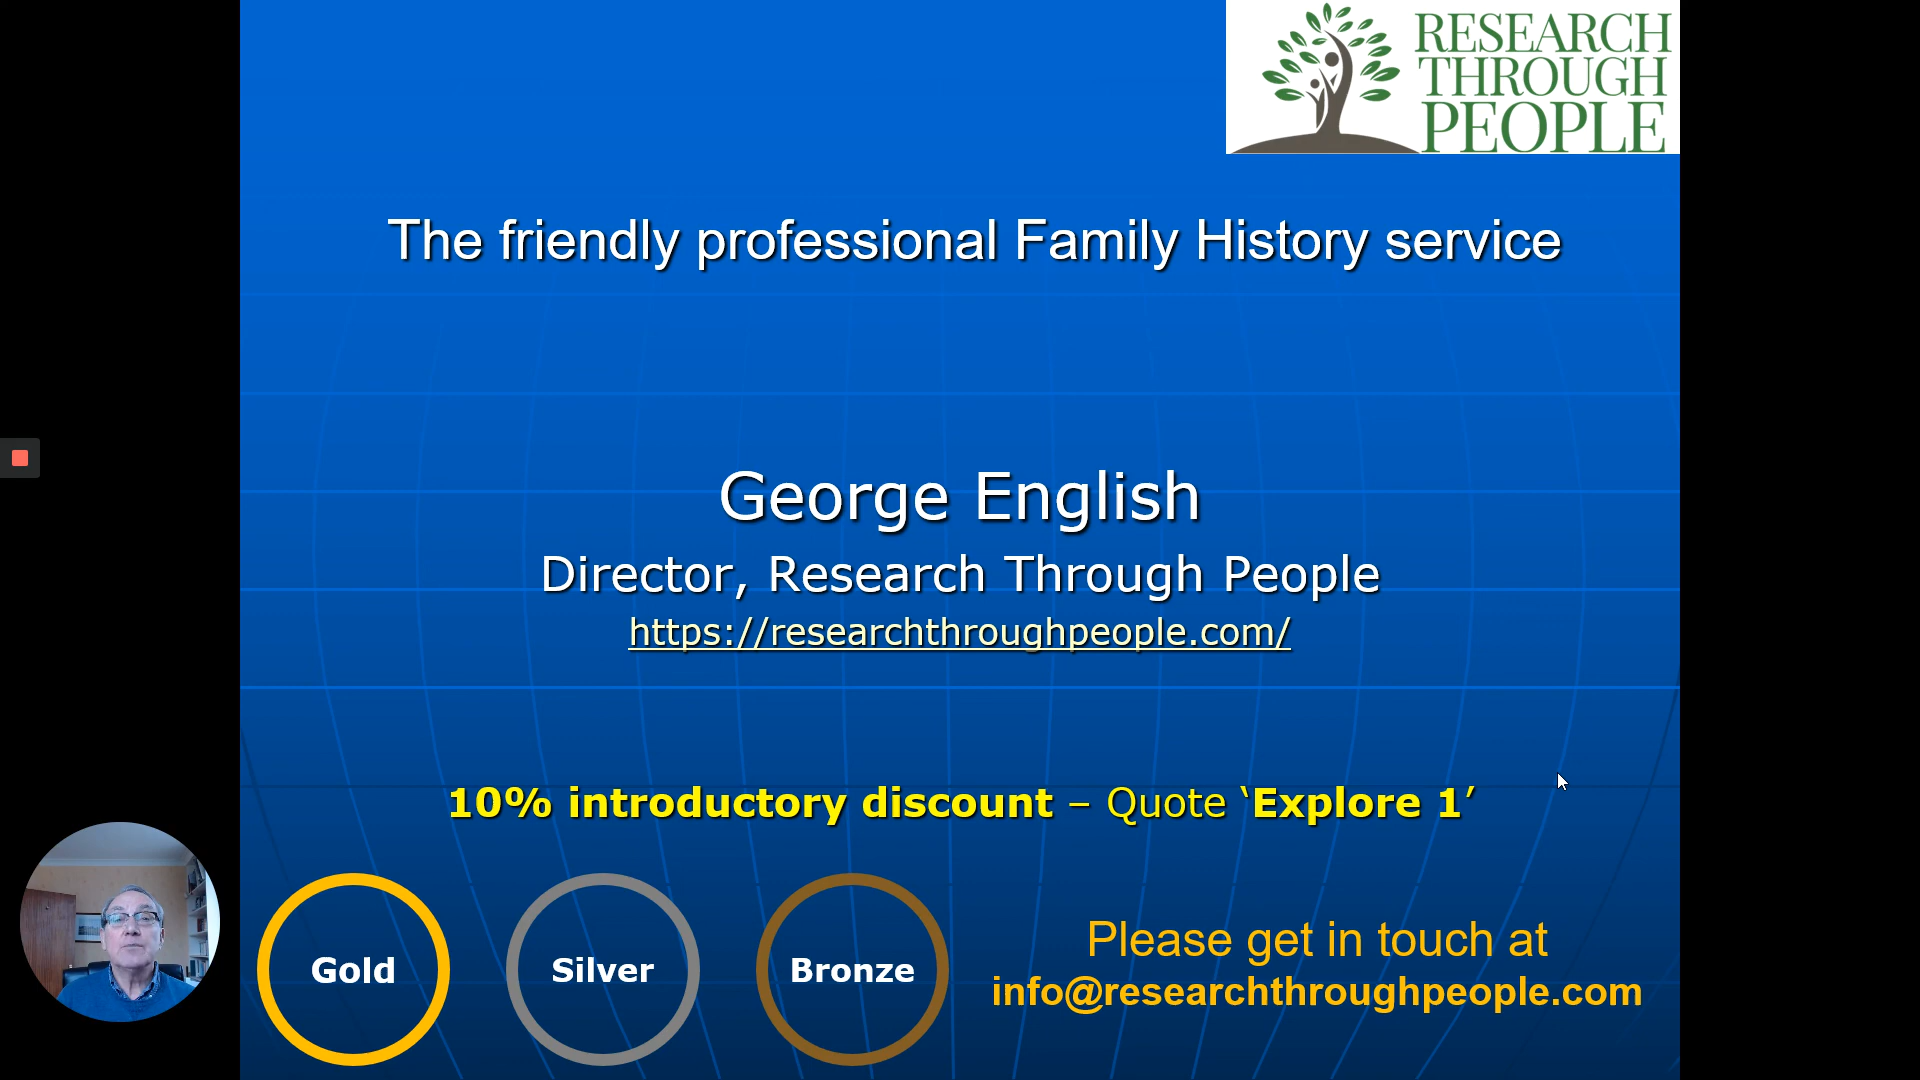 RESEARCH
THROUGH
PEOPLE
The friendly professional Family History service
George English
Director, Research Through People
https://researchthroughpeople.com/
10% introductory discount – Quote ‘Explore 1’
Gold
Silver
Bronze
Please get in touch at
info@researchthroughpeople.com